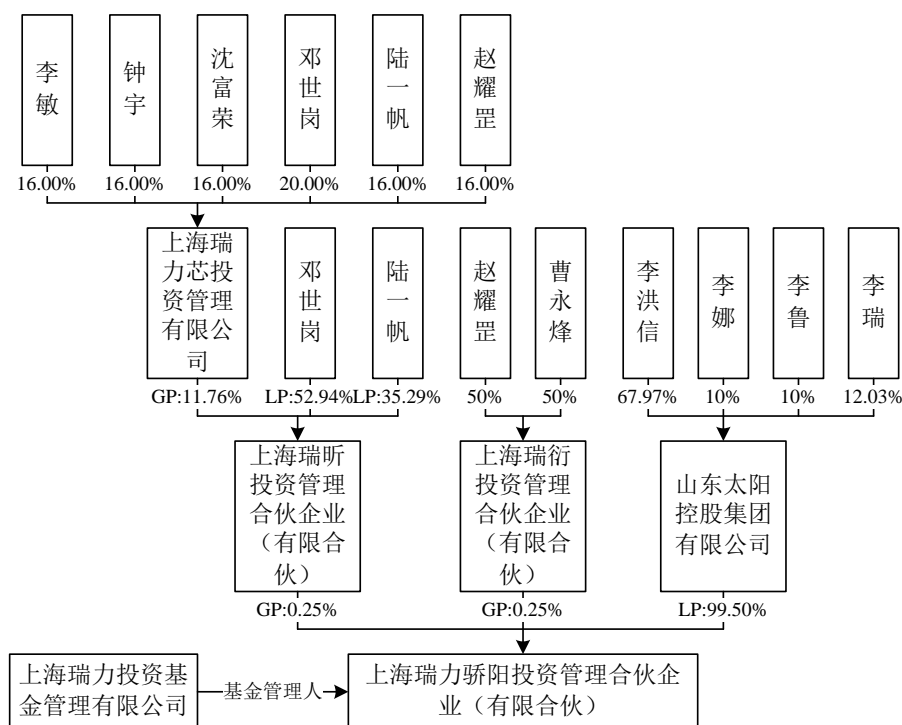 李敏
钟宇
沈富荣
邓世岗
陆一帆
赵耀罡
16.00%
16.00%
16.00%
20.00%
16.00%
16.00%
上海瑞
力芯投
资管理
有限公
司
邓世岗
陆一帆
赵耀罡
曹永烽
李洪信
李娜
李鲁
李瑞
GP:11.76%
LP:52.94%
LP:35.29%
50%
50%
67.97%
10%
10%
12.03%
上海瑞昕
投资管理
合伙企业
（有限合
伙）
上海瑞衍
投资管理
合伙企业
（有限合
伙）
山东太阳
控股集团
有限公司
GP:0.25%
GP:0.25%
LP:99.50%
上海瑞力投资基
金管理有限公司
基金管理人
上海瑞力骄阳投资管理合伙企
业（有限合伙）